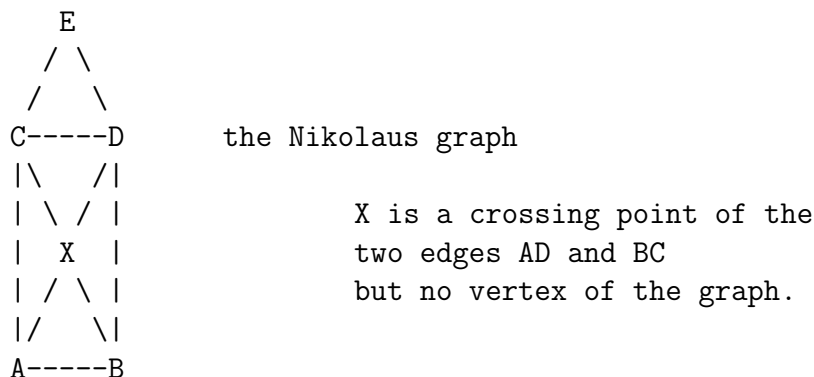 E
/ \
/ \
C-----D the Nikolaus graph
|\ /|
| \ / | X is a crossing point of the
| X | two edges AD and BC
| / \ | but no vertex of the graph.
|/ \|
A-----B